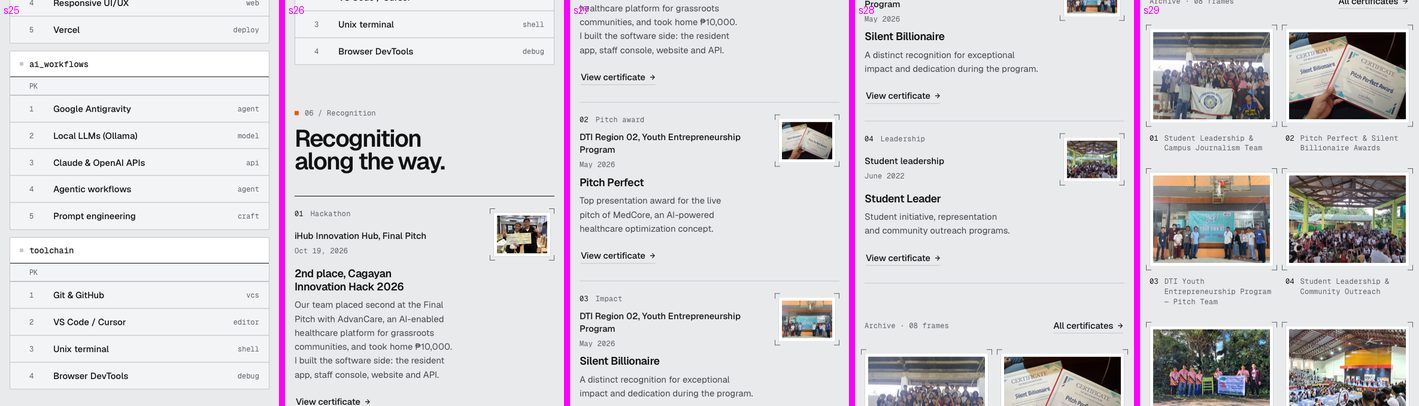 s25
4 Responsive UI/UX web
5 Vercel deploy
ai_workflows
PK
1 Google Antigravity agent
2 Local LLMs (Ollama) model
3 Claude & OpenAI APIs api
4 Agentic workflows agent
5 Prompt engineering craft
toolchain
PK
1 Git & GitHub vcs
2 VS Code / Cursor editor
3 Unix terminal shell
4 Browser DevTools debug
s26
3 Unix terminal shell
4 Browser DevTools debug
06 / Recognition
Recognition
along the way.
01 Hackathon
iHub Innovation Hub, Final Pitch
Oct 19, 2026
2nd place, Cagayan
Innovation Hack 2026
Our team placed second at the Final
Pitch with AdvanCare, an AI-enabled
healthcare platform for grassroots
communities, and took home ₱10,000.
I built the software side: the resident
app, staff console, website and API.
View certificate →
s27
healthcare platform for grassroots
communities, and took home ₱10,000.
I built the software side: the resident
app, staff console, website and API.
View certificate →
02 Pitch award
DTI Region 02, Youth Entrepreneurship
Program
May 2026
Pitch Perfect
Top presentation award for the live
pitch of MedCore, an AI-powered
healthcare optimization concept.
View certificate →
03 Impact
DTI Region 02, Youth Entrepreneurship
Program
May 2026
Silent Billionaire
A distinct recognition for exceptional
impact and dedication during the program.
s28
Program
May 2026
Silent Billionaire
A distinct recognition for exceptional
impact and dedication during the program.
View certificate →
04 Leadership
Student leadership
June 2022
Student Leader
Student initiative, representation
and community outreach programs.
View certificate →
Archive · 08 frames All certificates →
s29
Archive · 08 frames All certificates →
CERTIFICATE
Silent Billionaire
CERTIFICATE
Pitch Perfect Award
01 Student Leadership &
Campus Journalism Team
02 Pitch Perfect & Silent
Billionaire Awards
03 DTI Youth
Entrepreneurship Program
— Pitch Team
04 Student Leadership &
Community Outreach